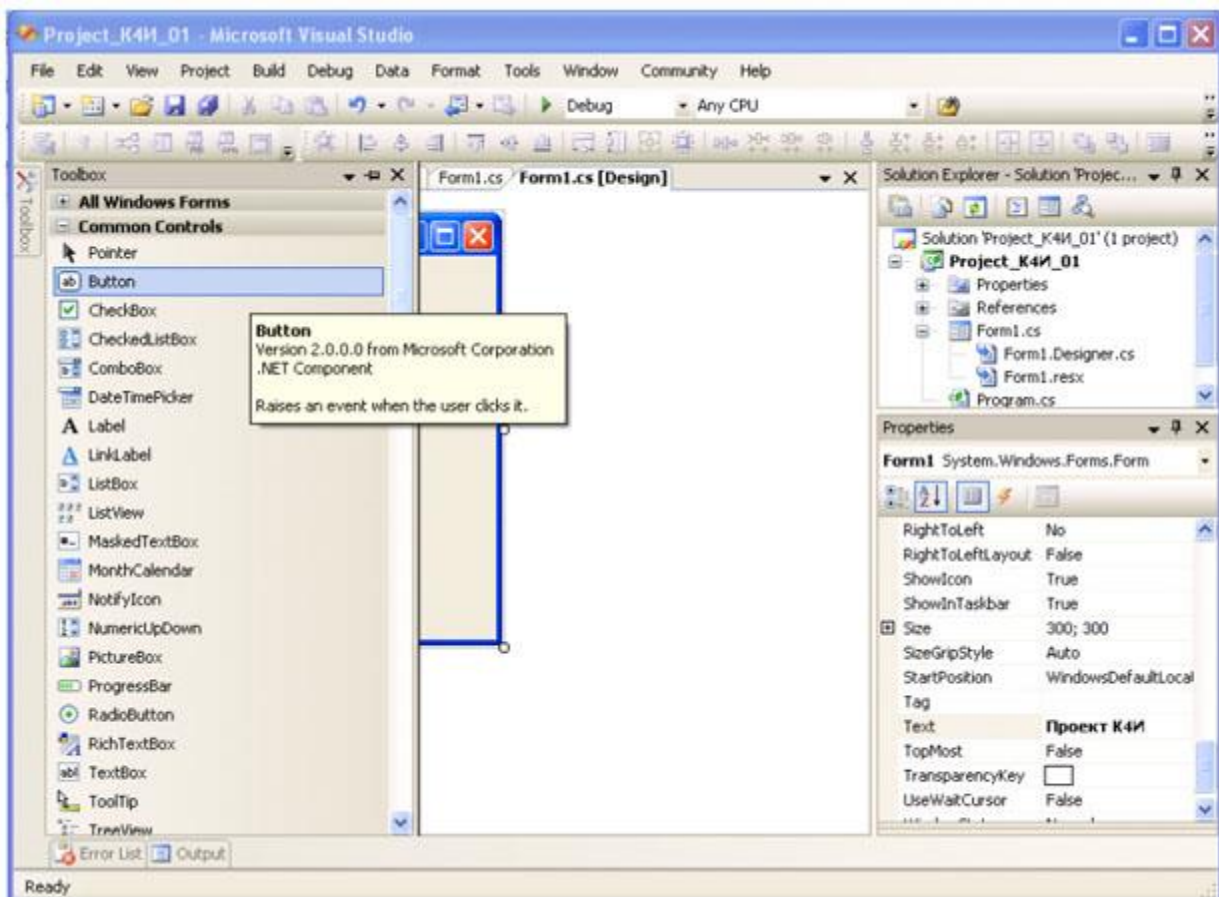 Project_К4И_01 - Microsoft Visual Studio
File Edit View Project Build Debug Data Format Tools Window Community Help
Debug Any CPU
Toolbox
Toolbox
All Windows Forms
Common Controls
Pointer
Button
CheckBox
CheckedListBox
ComboBox
DateTimePicker
Label
LinkLabel
ListBox
ListView
MaskedTextBox
MonthCalendar
NotifyIcon
NumericUpDown
PictureBox
ProgressBar
RadioButton
RichTextBox
TextBox
ToolTip
TreeView
Form1.cs Form1.cs [Design]
Button
Version 2.0.0.0 from Microsoft Corporation
.NET Component
Raises an event when the user clicks it.
Solution Explorer - Solution 'Projec...
Solution 'Project_К4И_01' (1 project)
Project_К4И_01
Properties
References
Form1.cs
Form1.Designer.cs
Form1.resx
Program.cs
Properties
Form1 System.Windows.Forms.Form
RightToLeft No
RightToLeftLayout False
ShowIcon True
ShowInTaskbar True
Size 300; 300
SizeGripStyle Auto
StartPosition WindowsDefaultLocal
Tag
Text Проект К4И
TopMost False
TransparencyKey
UseWaitCursor False
Error List Output
Ready